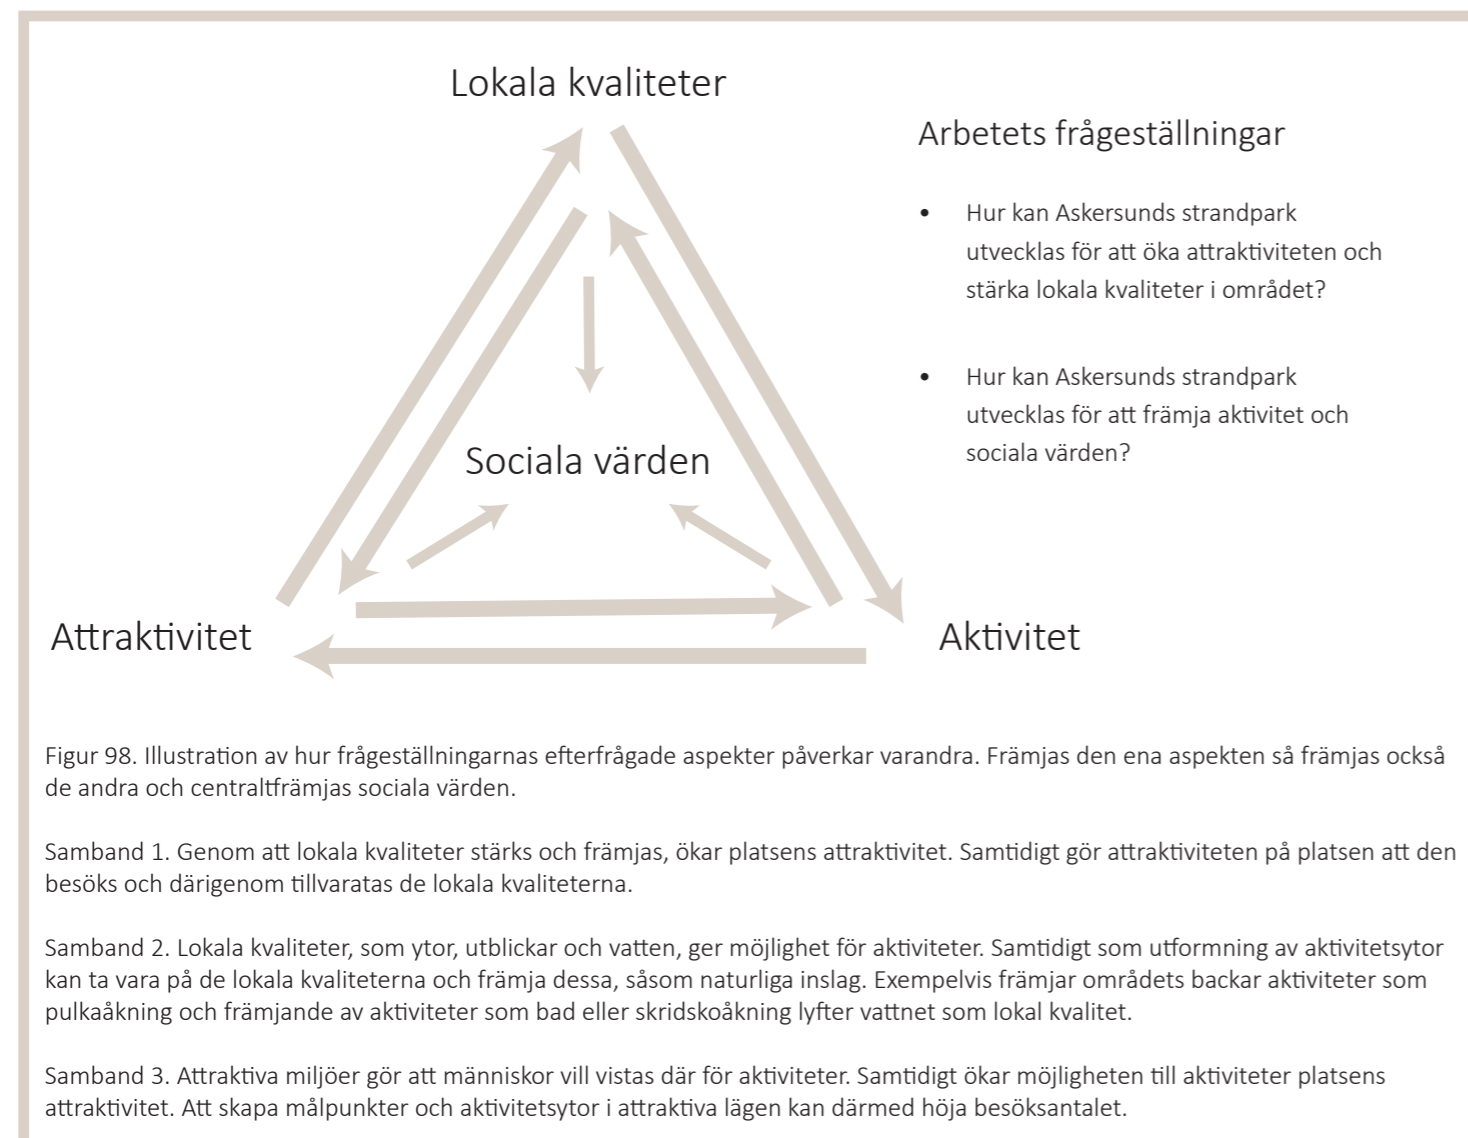 Lokala kvaliteter
Arbetets frågeställningar
• Hur kan Askersunds strandpark
utvecklas för att öka attraktiviteten och
stärka lokala kvaliteter i området?
• Hur kan Askersunds strandpark
utvecklas för att främja aktivitet och
sociala värden?
Sociala värden
Attraktivitet
Aktivitet
Figur 98. Illustration av hur frågeställningarnas efterfrågade aspekter påverkar varandra. Främjas den ena aspekten så främjas också
de andra och centraltfrämjas sociala värden.
Samband 1. Genom att lokala kvaliteter stärks och främjas, ökar platsens attraktivitet. Samtidigt gör attraktiviteten på platsen att den
besöks och därigenom tillvaratas de lokala kvaliteterna.
Samband 2. Lokala kvaliteter, som ytor, utblickar och vatten, ger möjlighet för aktiviteter. Samtidigt som utformning av aktivitetsytor
kan ta vara på de lokala kvaliteterna och främja dessa, såsom naturliga inslag. Exempelvis främjar områdets backar aktiviteter som
pulkaåkning och främjande av aktiviteter som bad eller skridskoåkning lyfter vattnet som lokal kvalitet.
Samband 3. Attraktiva miljöer gör att människor vill vistas där för aktiviteter. Samtidigt ökar möjligheten till aktiviteter platsens
attraktivitet. Att skapa målpunkter och aktivitetsytor i attraktiva lägen kan därmed höja besöksantalet.